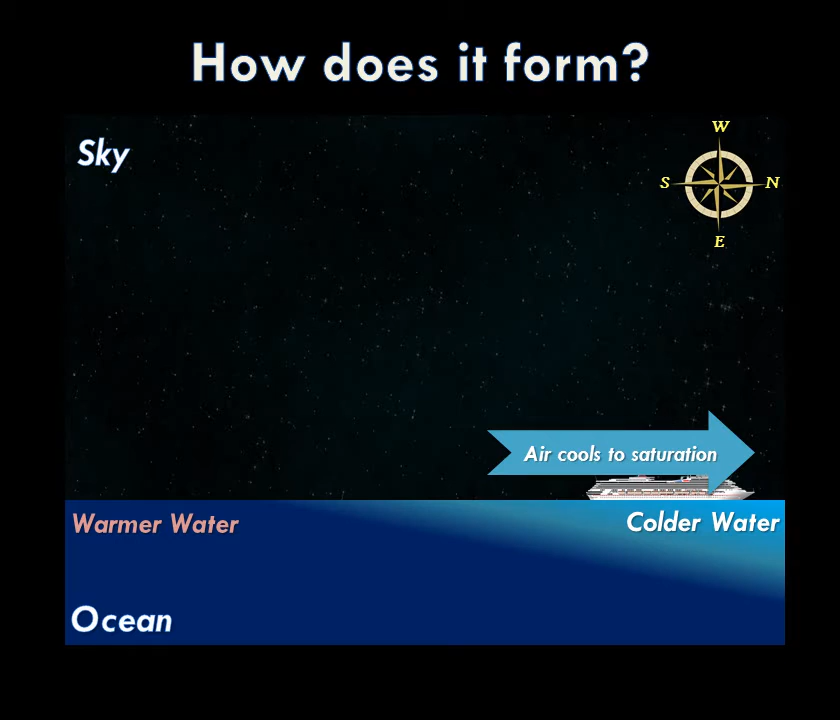 How does it form?
W
Sky
S
N
E
Air cools to saturation
Warmer Water
Colder Water
Ocean